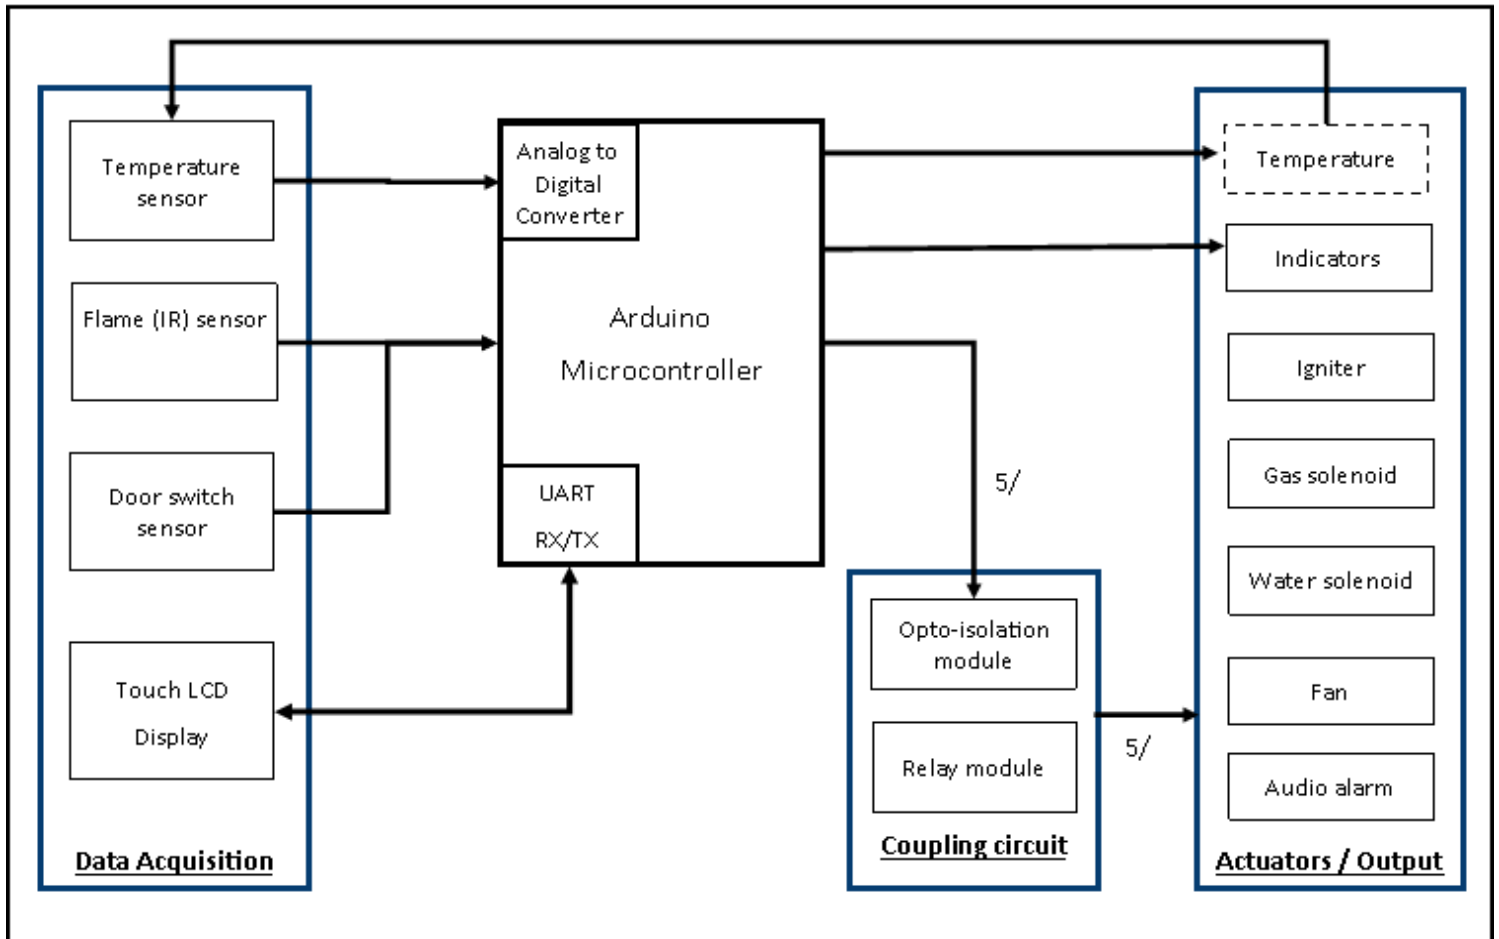 Temperature
sensor
Flame (IR) sensor
Door switch
sensor
Touch LCD
Display
Data Acquisition
Analog to
Digital
Converter
Arduino
Microcontroller
UART
RX/TX
5/
Opto-isolation
module
Relay module
Coupling circuit
5/
Temperature
Indicators
Igniter
Gas solenoid
Water solenoid
Fan
Audio alarm
Actuators / Output